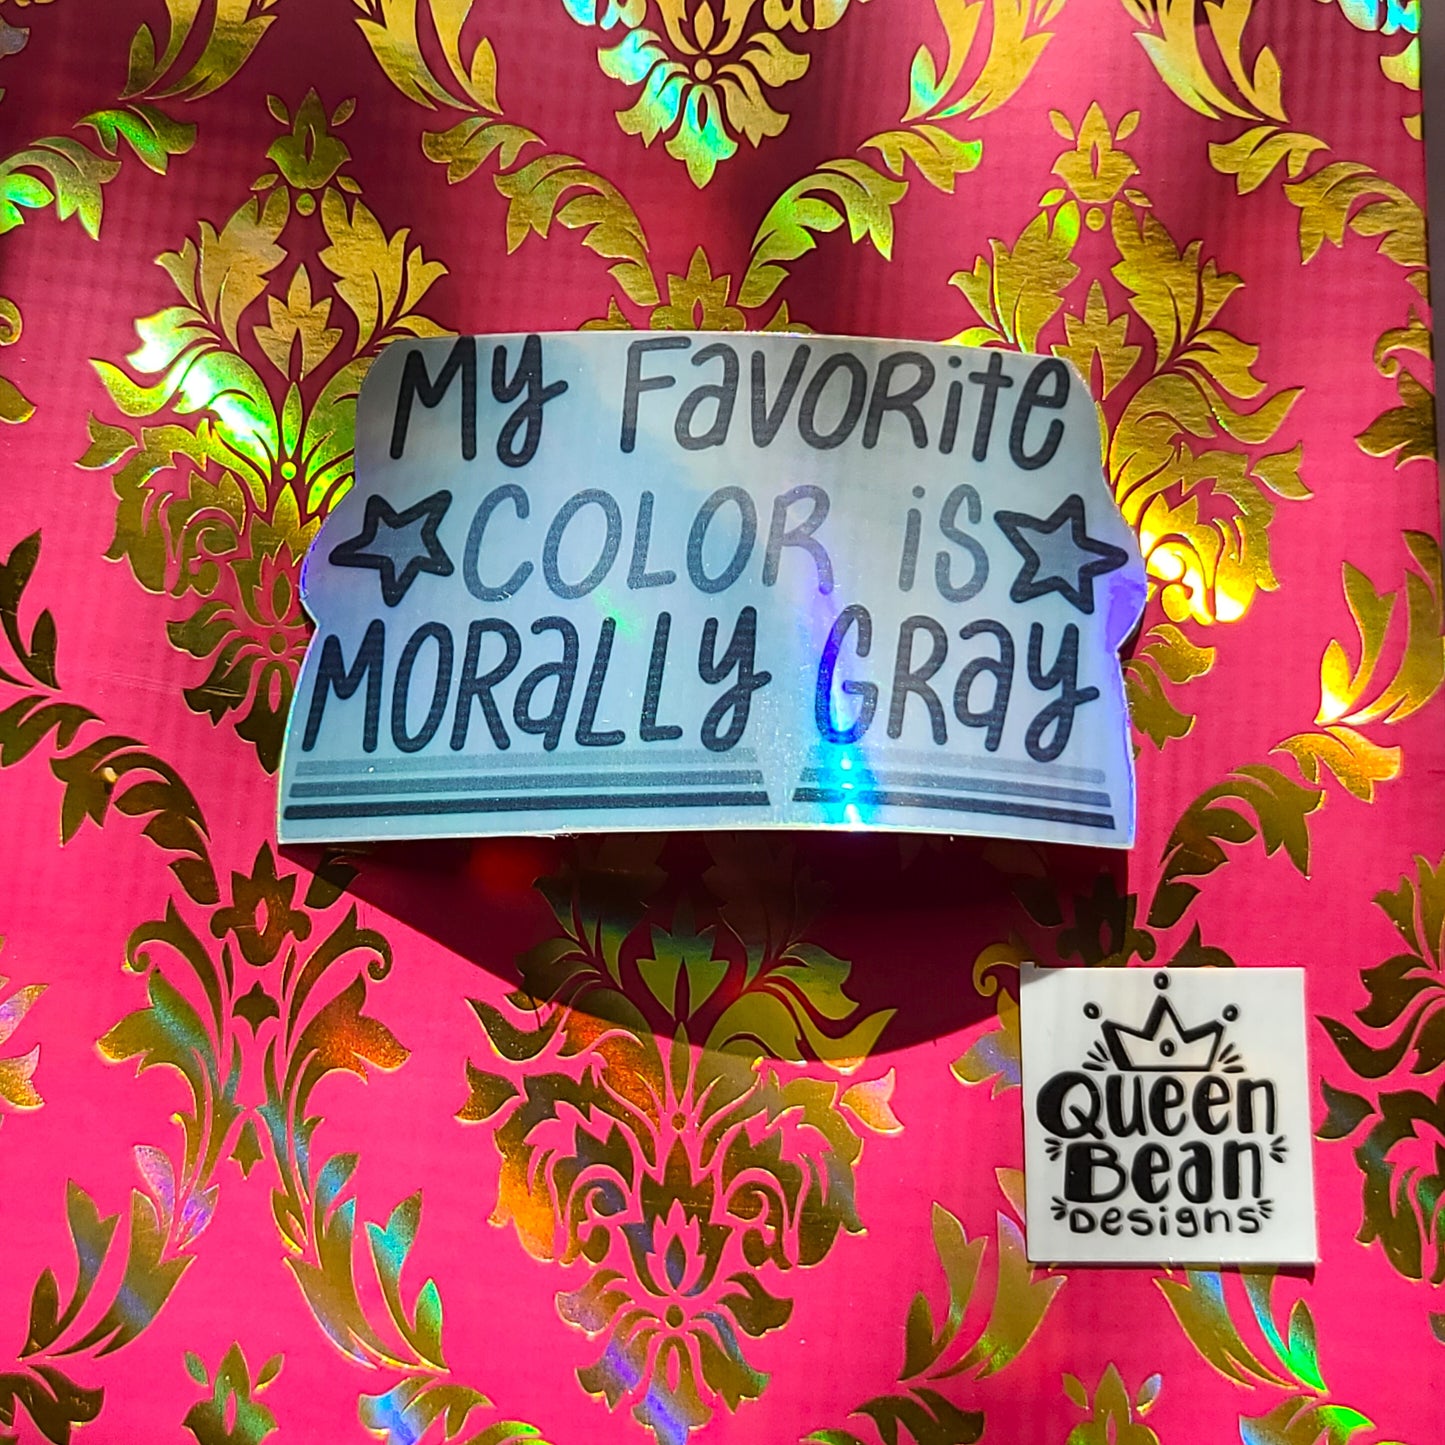 My Favorite
Color is
Morally Gray
Queen
Bean
Designs